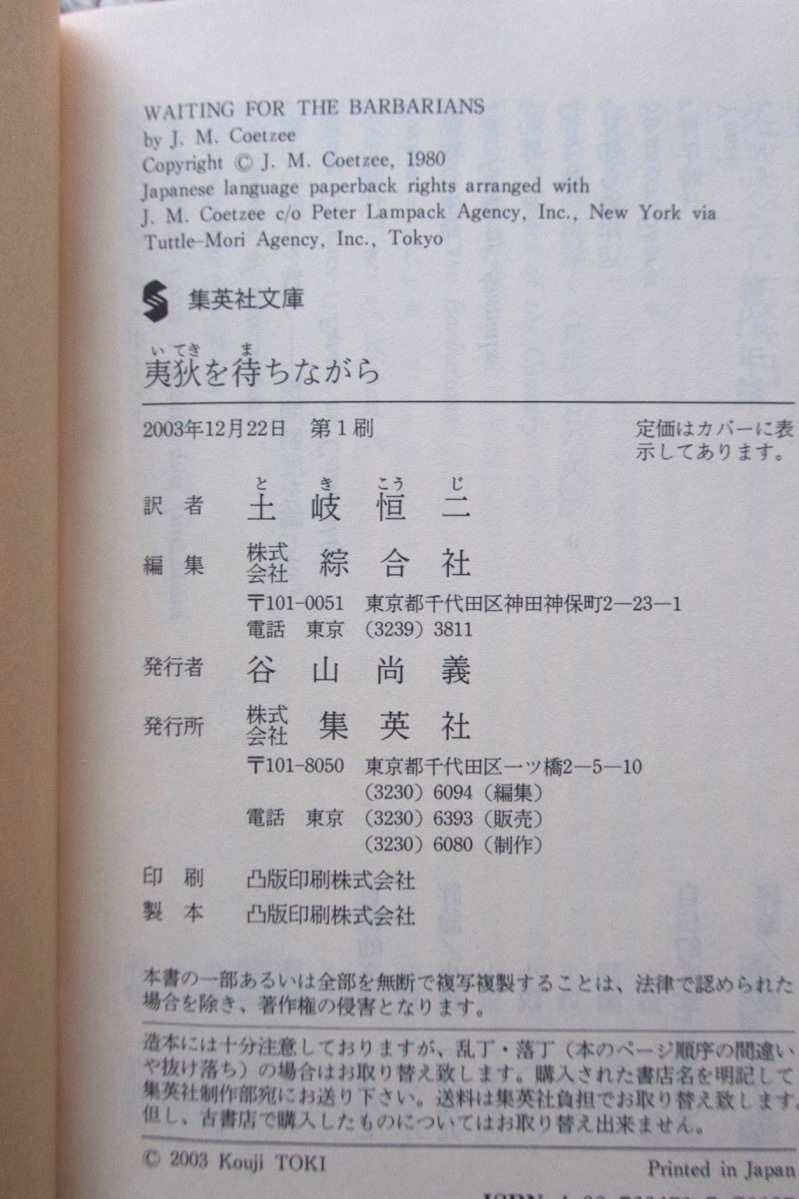 WAITING FOR THE BARBARIANS
by J. M. Coetzee
Copyright © J. M. Coetzee, 1980
Japanese language paperback rights arranged with
J. M. Coetzee c/o Peter Lampack Agency, Inc., New York via
Tuttle-Mori Agency, Inc., Tokyo
集英社文庫
い てき ま
夷狄を待ちながら
2003年12月22日 第1刷
定価はカバーに表
示してあります。
と き こう じ
訳 者 土 岐 恒 二
編 集 株式会社 綜 合 社
〒101-0051 東京都千代田区神田神保町2—23—1
電話 東京 (3239) 3811
発行者 谷 山 尚 義
発行所 株式会社 集 英 社
〒101-8050 東京都千代田区一ツ橋2—5—10
(3230) 6094 (編集)
電話 東京 (3230) 6393 (販売)
(3230) 6080 (制作)
印 刷 凸版印刷株式会社
製 本 凸版印刷株式会社
本書の一部あるいは全部を無断で複写複製することは、法律で認められた
場合を除き、著作権の侵害となります。
造本には十分注意しておりますが、乱丁・落丁（本のページ順序の間違い
や抜け落ち）の場合はお取り替え致します。購入された書店名を明記して
集英社制作部宛にお送り下さい。送料は集英社負担でお取り替え致します。
但し、古書店で購入したものについてはお取り替え出来ません。
© 2003 Kouji TOKI
Printed in Japan